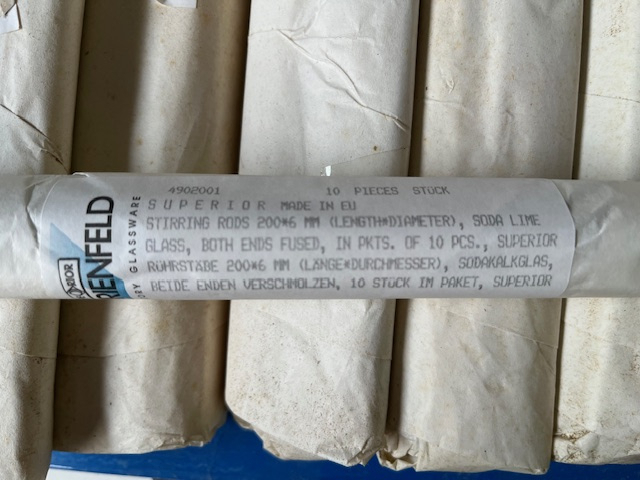 4902001 10 PIECES STÜCK
SUPERIOR MADE IN EU
STIRRING RODS 200*6 MM (LENGTH*DIAMETER), SODA LIME
GLASS, BOTH ENDS FUSED, IN PKTS. OF 10 PCS., SUPERIOR
RÜHRSTÄBE 200*6 MM (LÄNGE*DURCHMESSER), SODAKALKGLAS,
BEIDE ENDEN VERSCHMOLZEN, 10 STÜCK IM PAKET, SUPERIOR
RIENFELD
GLASSWARE